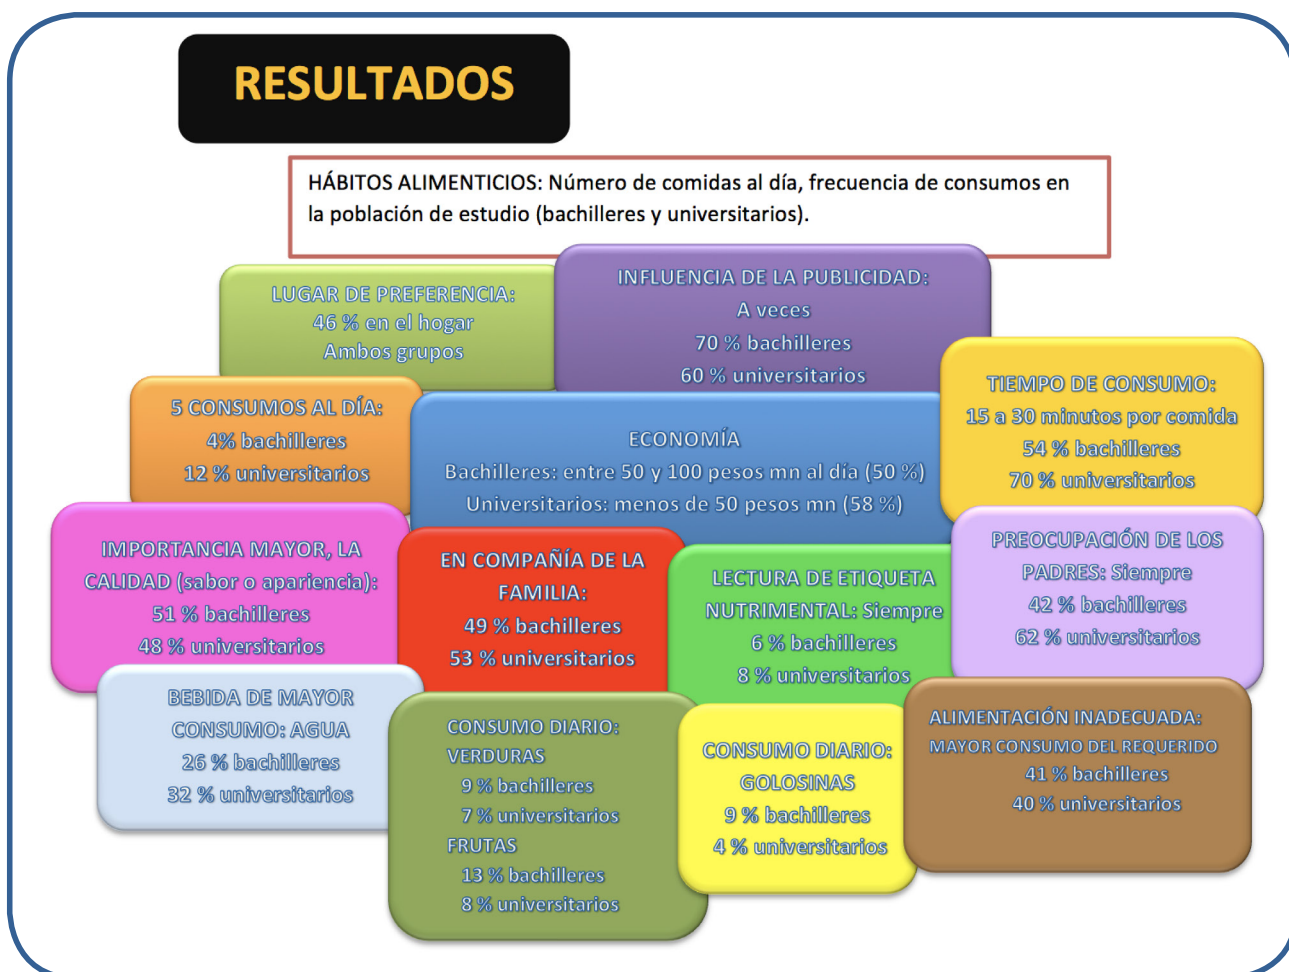 RESULTADOS
HÁBITOS ALIMENTICIOS: Número de comidas al día, frecuencia de consumos en
la población de estudio (bachilleres y universitarios).
LUGAR DE PREFERENCIA:
46 % en el hogar
Ambos grupos
INFLUENCIA DE LA PUBLICIDAD:
A veces
70 % bachilleres
60 % universitarios
TIEMPO DE CONSUMO:
15 a 30 minutos por comida
54 % bachilleres
70 % universitarios
5 CONSUMOS AL DÍA:
4% bachilleres
12 % universitarios
ECONOMÍA
Bachilleres: entre 50 y 100 pesos mn al día (50 %)
Universitarios: menos de 50 pesos mn (58 %)
IMPORTANCIA MAYOR, LA
CALIDAD (sabor o apariencia):
51 % bachilleres
48 % universitarios
EN COMPAÑÍA DE LA
FAMILIA:
49 % bachilleres
53 % universitarios
LECTURA DE ETIQUETA
NUTRIMENTAL: Siempre
6 % bachilleres
8 % universitarios
PREOCUPACIÓN DE LOS
PADRES: Siempre
42 % bachilleres
62 % universitarios
BEBIDA DE MAYOR
CONSUMO: AGUA
26 % bachilleres
32 % universitarios
CONSUMO DIARIO:
VERDURAS
9 % bachilleres
7 % universitarios
FRUTAS
13 % bachilleres
8 % universitarios
CONSUMO DIARIO:
GOLOSINAS
9 % bachilleres
4 % universitarios
ALIMENTACIÓN INADECUADA:
MAYOR CONSUMO DEL REQUERIDO
41 % bachilleres
40 % universitarios